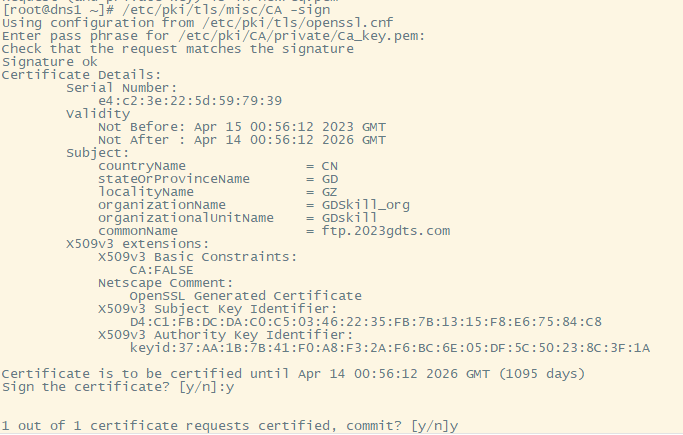 [root@dns1 ~]# /etc/pki/tls/misc/CA -sign
Using configuration from /etc/pki/tls/openssl.cnf
Enter pass phrase for /etc/pki/CA/private/Ca_key.pem:
Check that the request matches the signature
Signature ok
Certificate Details:
        Serial Number:
            e4:c2:3e:22:5d:59:79:39
        Validity
            Not Before: Apr 15 00:56:12 2023 GMT
            Not After : Apr 14 00:56:12 2026 GMT
        Subject:
            countryName               = CN
            stateOrProvinceName       = GD
            localityName              = GZ
            organizationName          = GDSkill_org
            organizationalUnitName    = GDskill
            commonName                = ftp.2023gdts.com
        X509v3 extensions:
            X509v3 Basic Constraints:
                CA:FALSE
            Netscape Comment:
                OpenSSL Generated Certificate
            X509v3 Subject Key Identifier:
                D4:C1:FB:DC:DA:C0:C5:03:46:22:35:FB:7B:13:15:F8:E6:75:84:C8
            X509v3 Authority Key Identifier:
                keyid:37:AA:1B:7B:41:F0:A8:F3:2A:F6:BC:6E:05:DF:5C:50:23:8C:3F:1A
Certificate is to be certified until Apr 14 00:56:12 2026 GMT (1095 days)
Sign the certificate? [y/n]:y
1 out of 1 certificate requests certified, commit? [y/n]y